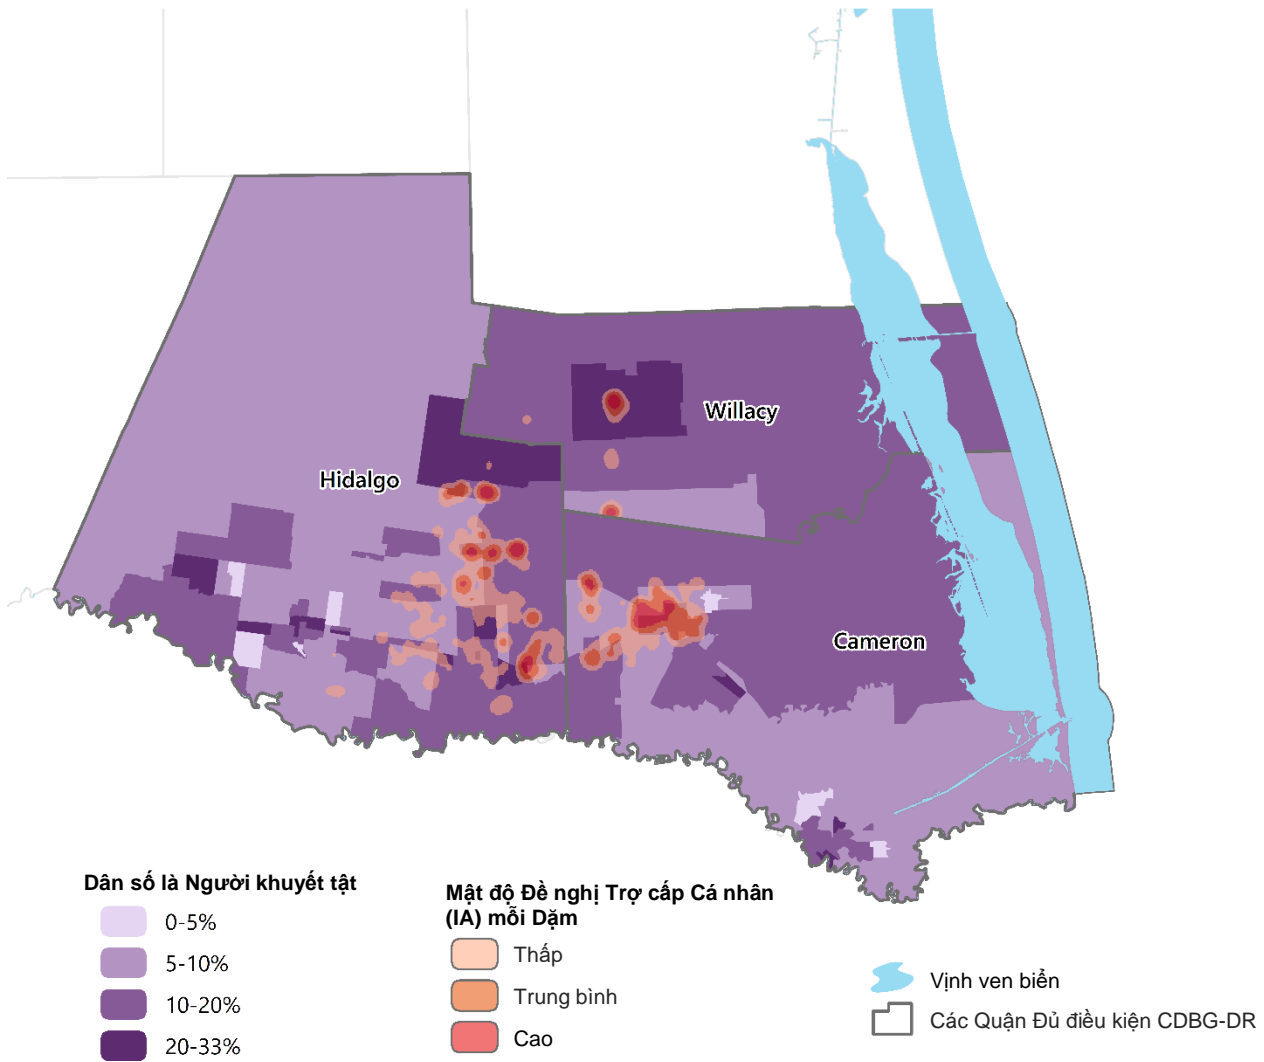 Willacy
Hidalgo
Cameron
Dân số là Người khuyết tật
0-5%
5-10%
10-20%
20-33%
Mật độ Đề nghị Trợ cấp Cá nhân
(IA) mỗi Dặm
Thấp
Trung bình
Cao
Vịnh ven biển
Các Quận Đủ điều kiện CDBG-DR